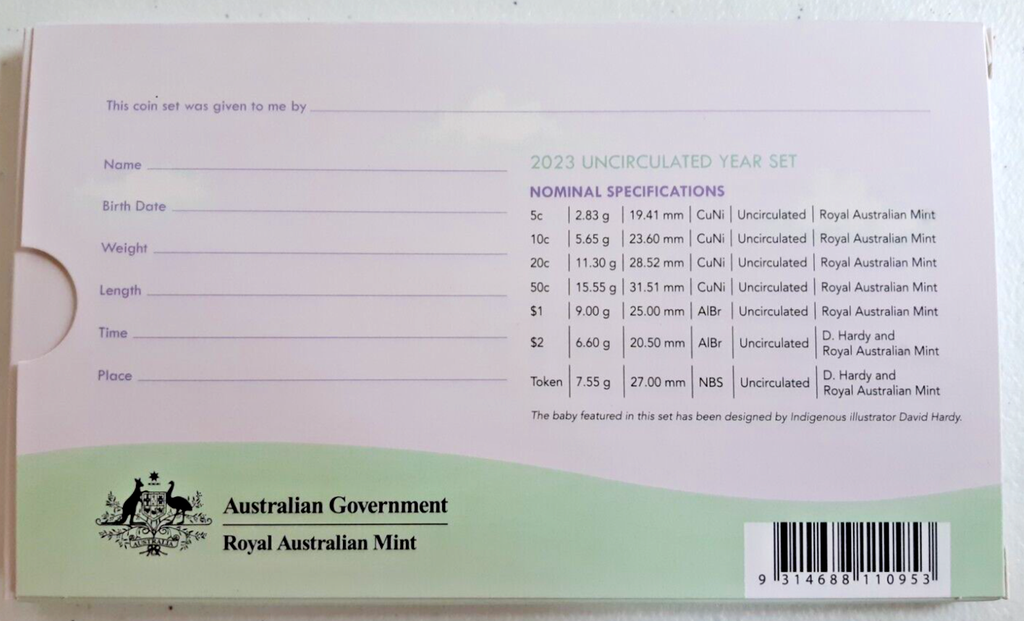 This coin set was given to me by
Name
Birth Date
Weight
Length
Time
Place
2023 UNCIRCULATED YEAR SET
NOMINAL SPECIFICATIONS
5c | 2.83 g | 19.41 mm | CuNi | Uncirculated | Royal Australian Mint
10c | 5.65 g | 23.60 mm | CuNi | Uncirculated | Royal Australian Mint
20c | 11.30 g | 28.52 mm | CuNi | Uncirculated | Royal Australian Mint
50c | 15.55 g | 31.51 mm | CuNi | Uncirculated | Royal Australian Mint
$1 | 9.00 g | 25.00 mm | AlBr | Uncirculated | Royal Australian Mint
$2 | 6.60 g | 20.50 mm | AlBr | Uncirculated | D. Hardy and
Royal Australian Mint
Token | 7.55 g | 27.00 mm | NBS | Uncirculated | D. Hardy and
Royal Australian Mint
The baby featured in this set has been designed by Indigenous illustrator David Hardy.
AUSTRALIA
Australian Government
Royal Australian Mint
9 314688 110953